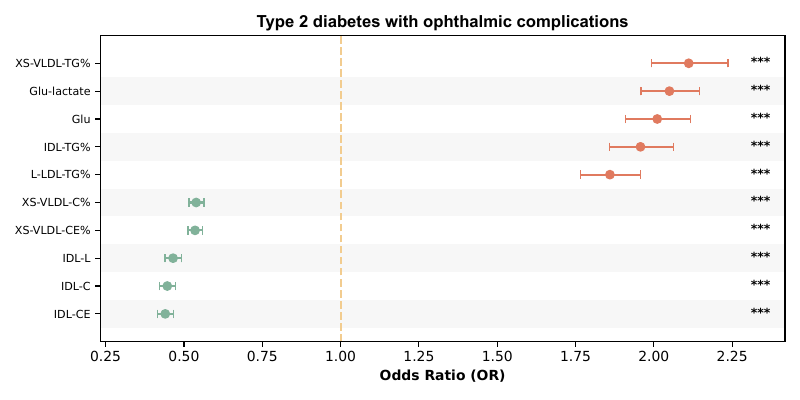 Type 2 diabetes with ophthalmic complications
XS-VLDL-TG% ***
Glu-lactate ***
Glu ***
IDL-TG% ***
L-LDL-TG% ***
XS-VLDL-C% ***
XS-VLDL-CE% ***
IDL-L ***
IDL-C ***
IDL-CE ***
0.25 0.50 0.75 1.00 1.25 1.50 1.75 2.00 2.25
Odds Ratio (OR)